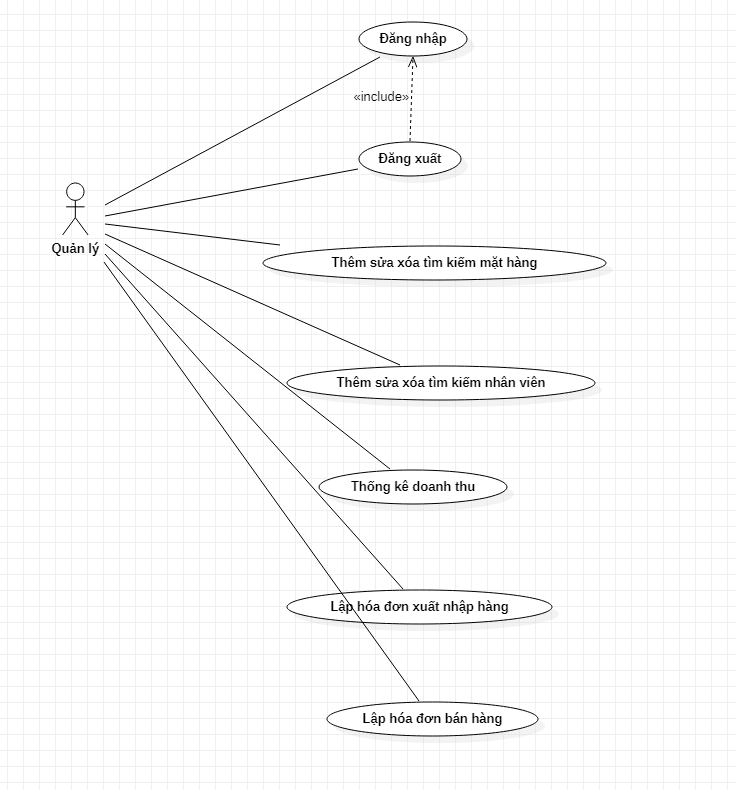 Đăng nhập
«include»
Đăng xuất
Quản lý
Thêm sửa xóa tìm kiếm mặt hàng
Thêm sửa xóa tìm kiếm nhân viên
Thống kê doanh thu
Lập hóa đơn xuất nhập hàng
Lập hóa đơn bán hàng